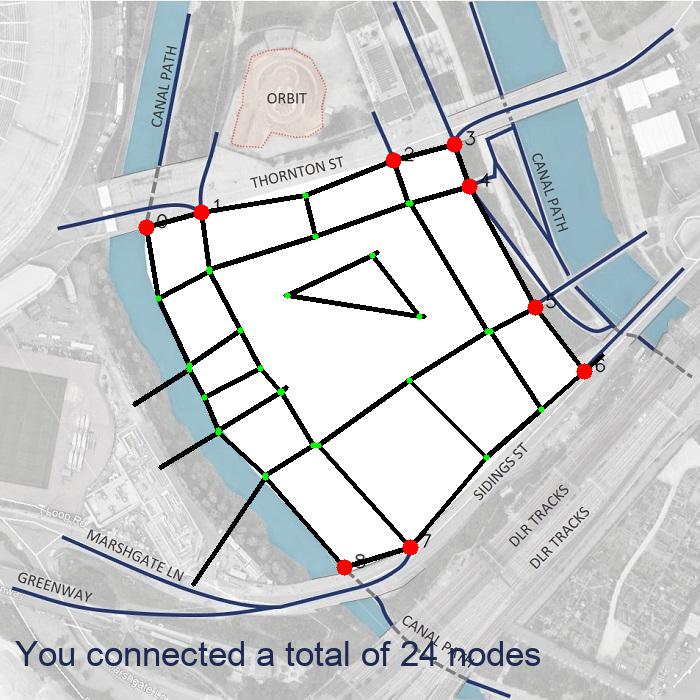 CANAL PATH
ORBIT
THORNTON ST
CANAL PATH
0
1
2
3
4
5
6
7
8
SIDINGS ST
DLR TRACKS
DLR TRACKS
MARSHGATE LN
GREENWAY
CANAL PATH
You connected a total of 24 nodes